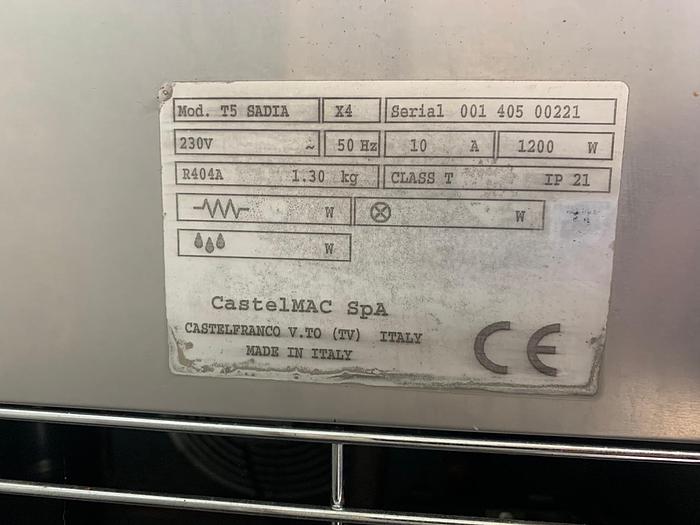 Mod. T5 SADIA X4 Serial 001 405 00221
230V ~ 50 Hz 10 A 1200 W
R404A 1.30 kg CLASS T IP 21
W W
W
CastelMAC SpA
CASTELFRANCO V.TO (TV) ITALY
MADE IN ITALY
CE